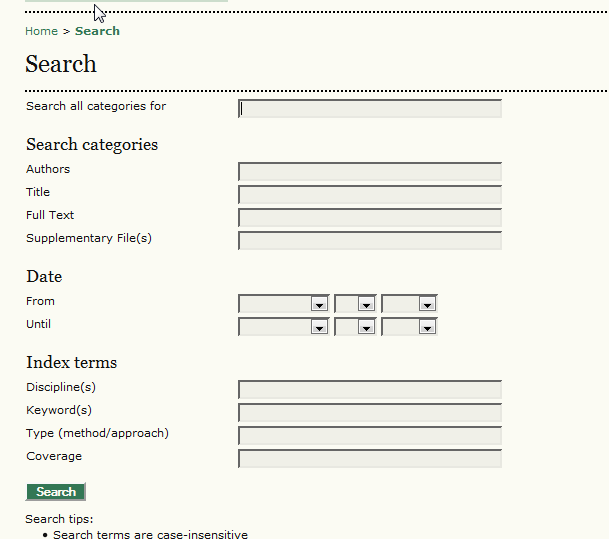 Home > Search
Search
Search all categories for
Search categories
Authors
Title
Full Text
Supplementary File(s)
Date
From
Until
Index terms
Discipline(s)
Keyword(s)
Type (method/approach)
Coverage
Search
Search tips:
• Search terms are case-insensitive